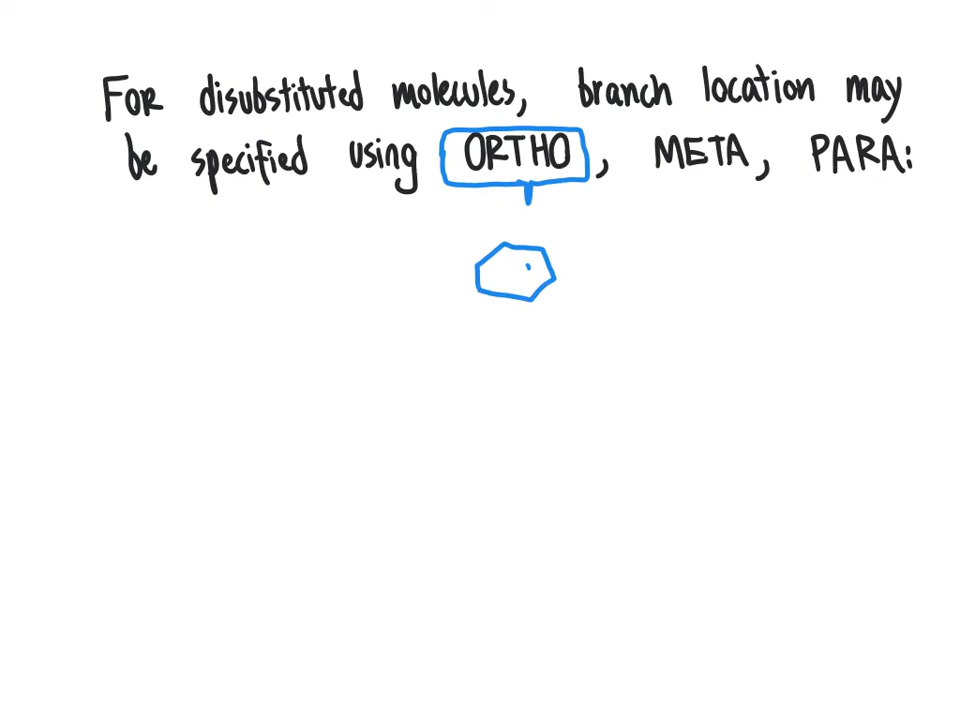 For disubstituted molecules, branch location may
be specified using ORTHO, META, PARA: